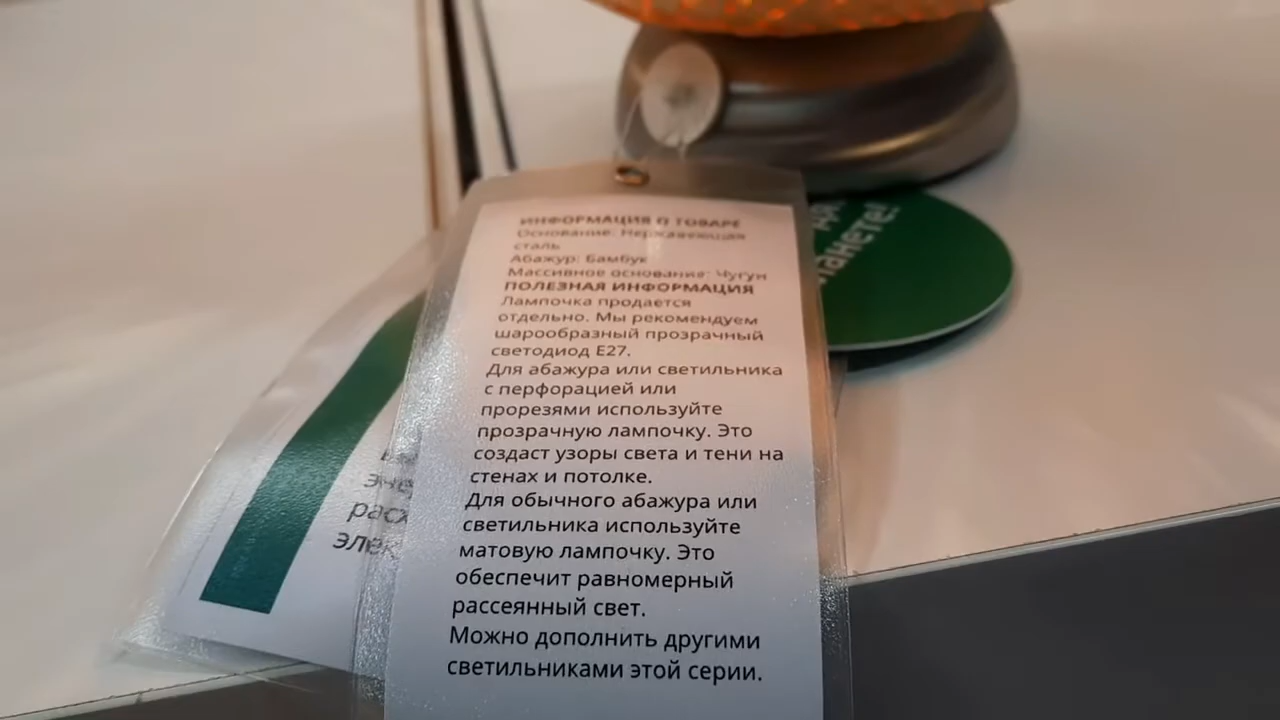 ИНФОРМАЦИЯ О ТОВАРЕ
Основание: Нержавеющая
сталь
Абажур: Бамбук
Массивное основание: Чугун
ПОЛЕЗНАЯ ИНФОРМАЦИЯ
Лампочка продается
отдельно. Мы рекомендуем
шарообразный прозрачный
светодиод E27.
Для абажура или светильника
с перфорацией или
прорезями используйте
прозрачную лампочку. Это
создаст узоры света и тени на
стенах и потолке.
Для обычного абажура или
светильника используйте
матовую лампочку. Это
обеспечит равномерный
рассеянный свет.
Можно дополнить другими
светильниками этой серии.
ланете!